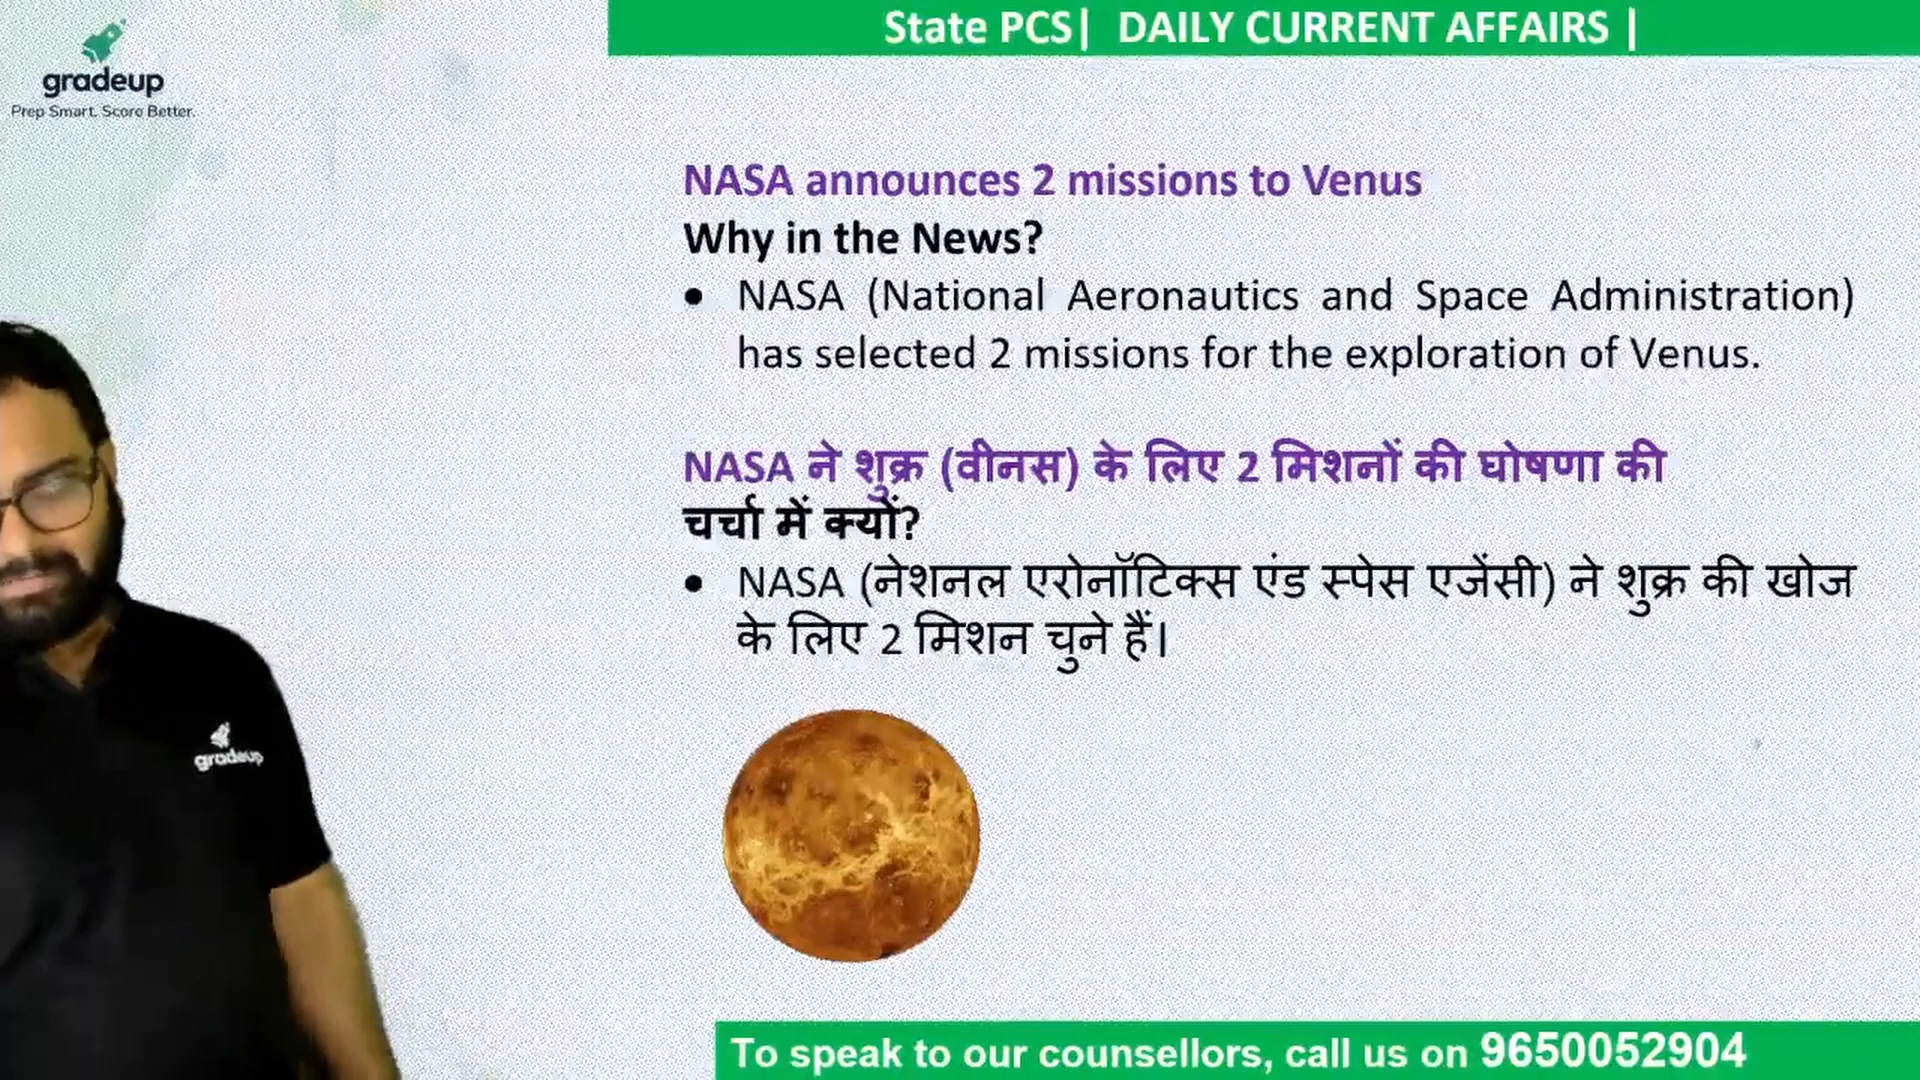 gradeup
Prep Smart. Score Better.
State PCS| DAILY CURRENT AFFAIRS |
NASA announces 2 missions to Venus
Why in the News?
• NASA (National Aeronautics and Space Administration)
has selected 2 missions for the exploration of Venus.
NASA ने शुक्र (वीनस) के लिए 2 मिशनों की घोषणा की
चर्चा में क्यों?
• NASA (नेशनल एरोनॉटिक्स एंड स्पेस एजेंसी) ने शुक्र की खोज
के लिए 2 मिशन चुने हैं।
gradeup
To speak to our counsellors, call us on 9650052904